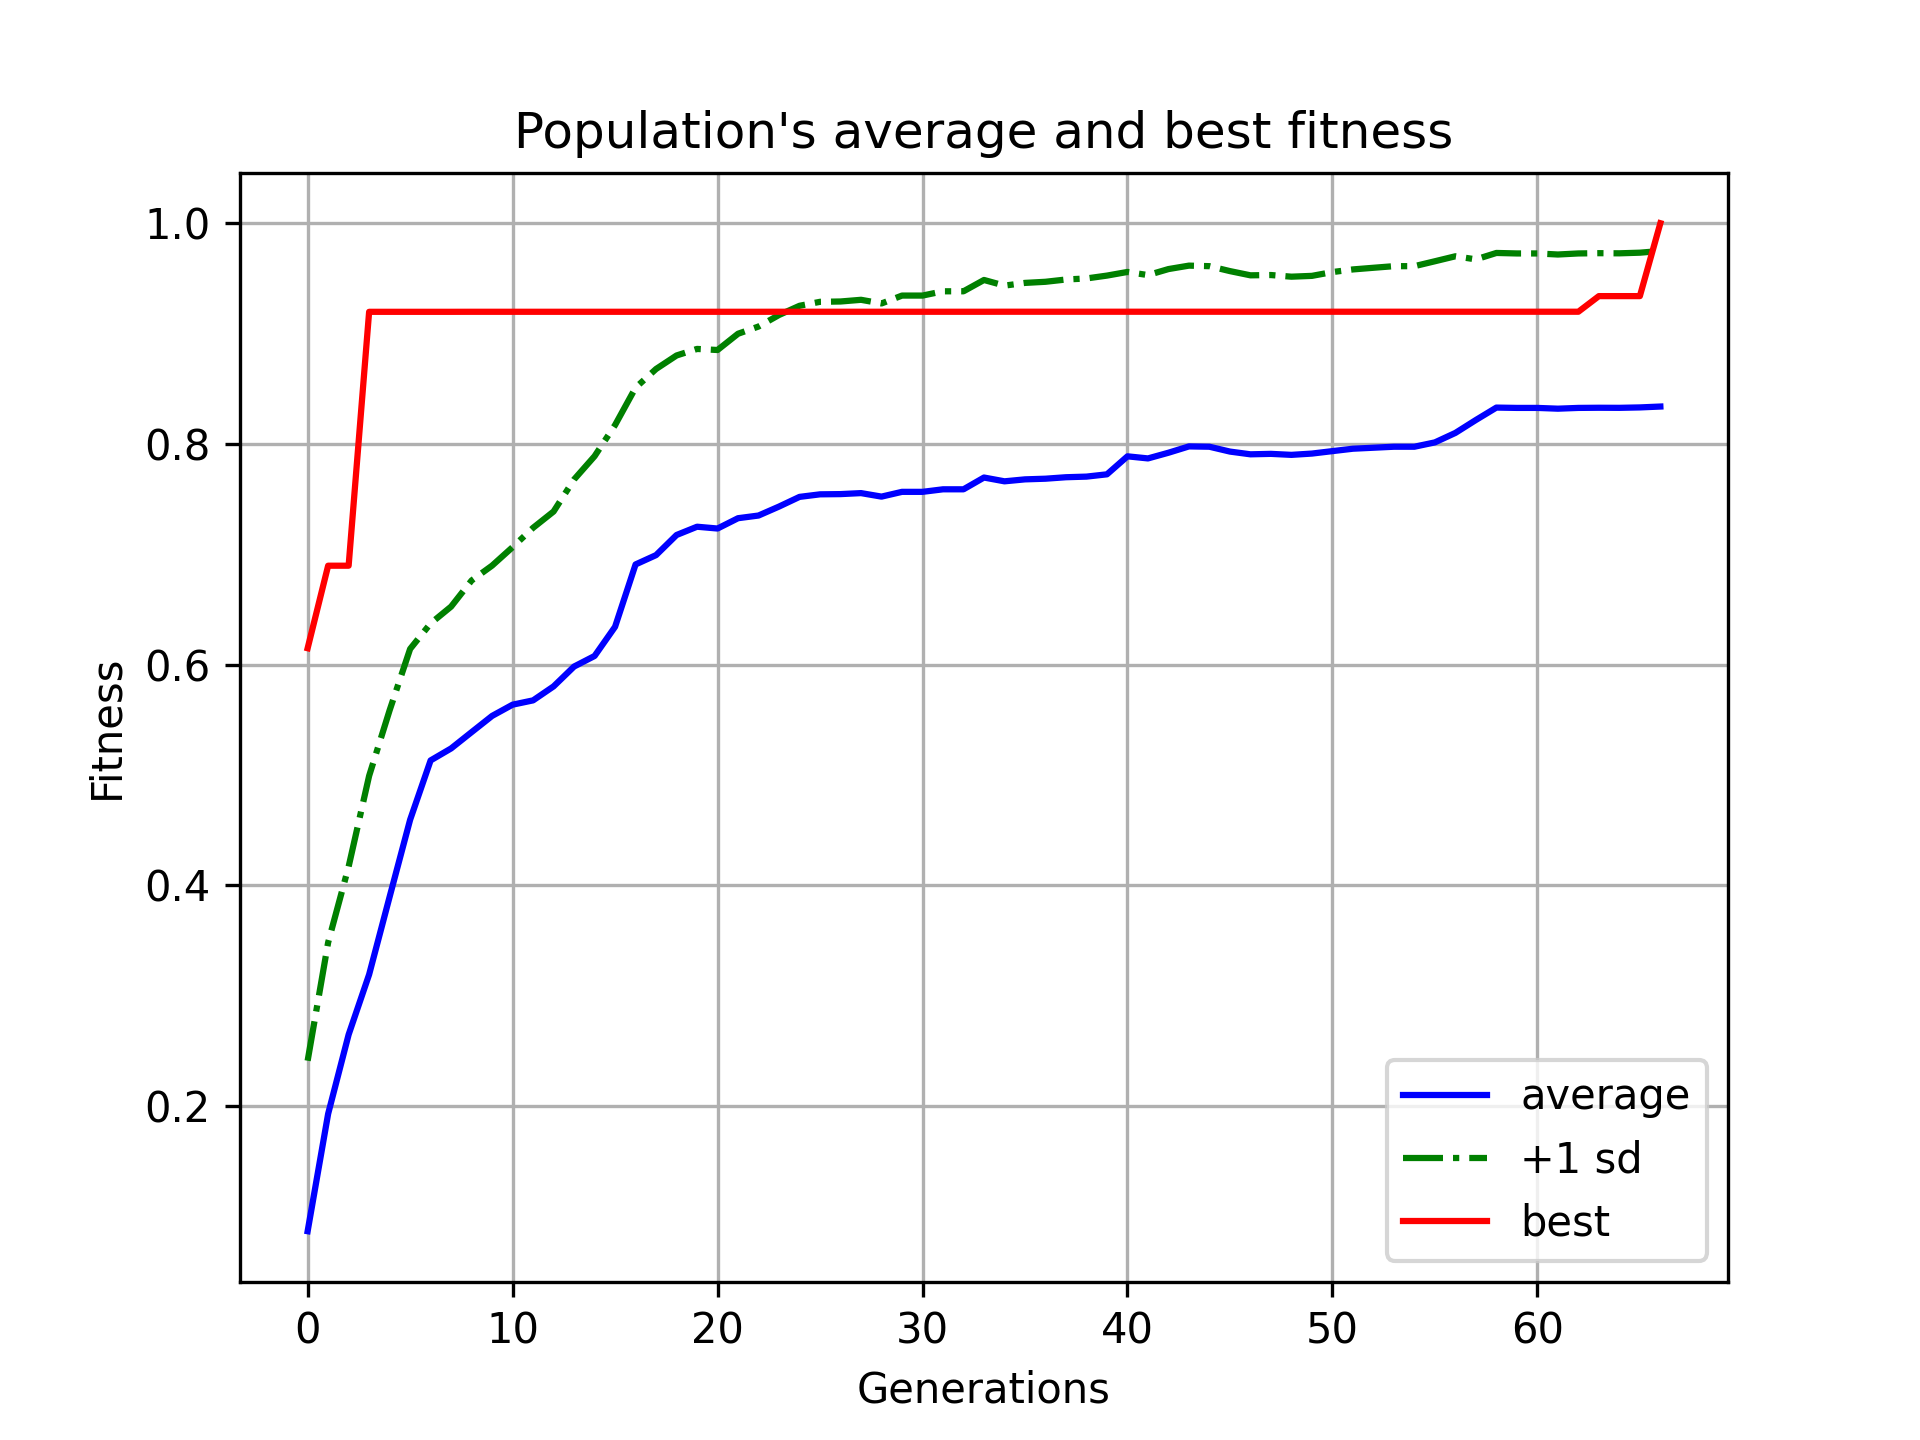 Population's average and best fitness
1.0
0.8
0.6
0.4
0.2
Fitness
average
+1 sd
best
0 10 20 30 40 50 60
Generations